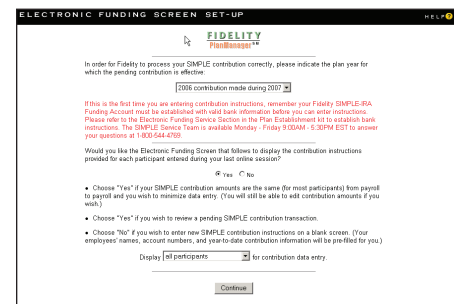 ELECTRONIC FUNDING SCREEN SET-UP
HELP?
FIDELITY
PlanManager℠
In order for Fidelity to process your SIMPLE contribution correctly, please indicate the plan year for
which the pending contribution is effective:
2006 contribution made during 2007
If this is the first time you are entering contribution instructions, remember your Fidelity SIMPLE-IRA
Funding Account must be established with valid bank information before you can enter instructions.
Please refer to the Electronic Funding Service Section in the Plan Establishment kit to establish bank
instructions. The SIMPLE Service Team is available Monday - Friday 9:00AM - 5:30PM EST to answer
your questions at 1-800-544-4769.
Would you like the Electronic Funding Screen that follows to display the contribution instructions
provided for each participant entered during your last online session?
Yes No
• Choose "Yes" if your SIMPLE contribution amounts are the same (for most participants) from payroll
to payroll and you wish to minimize data entry. (You will still be able to edit contribution amounts if you
wish.)
• Choose "Yes" if you wish to review a pending SIMPLE contribution transaction.
• Choose "No" if you wish to enter new SIMPLE contribution instructions on a blank screen. (Your
employees' names, account numbers, and year-to-date contribution information will be pre-filled for you.)
Display all participants for contribution data entry.
Continue